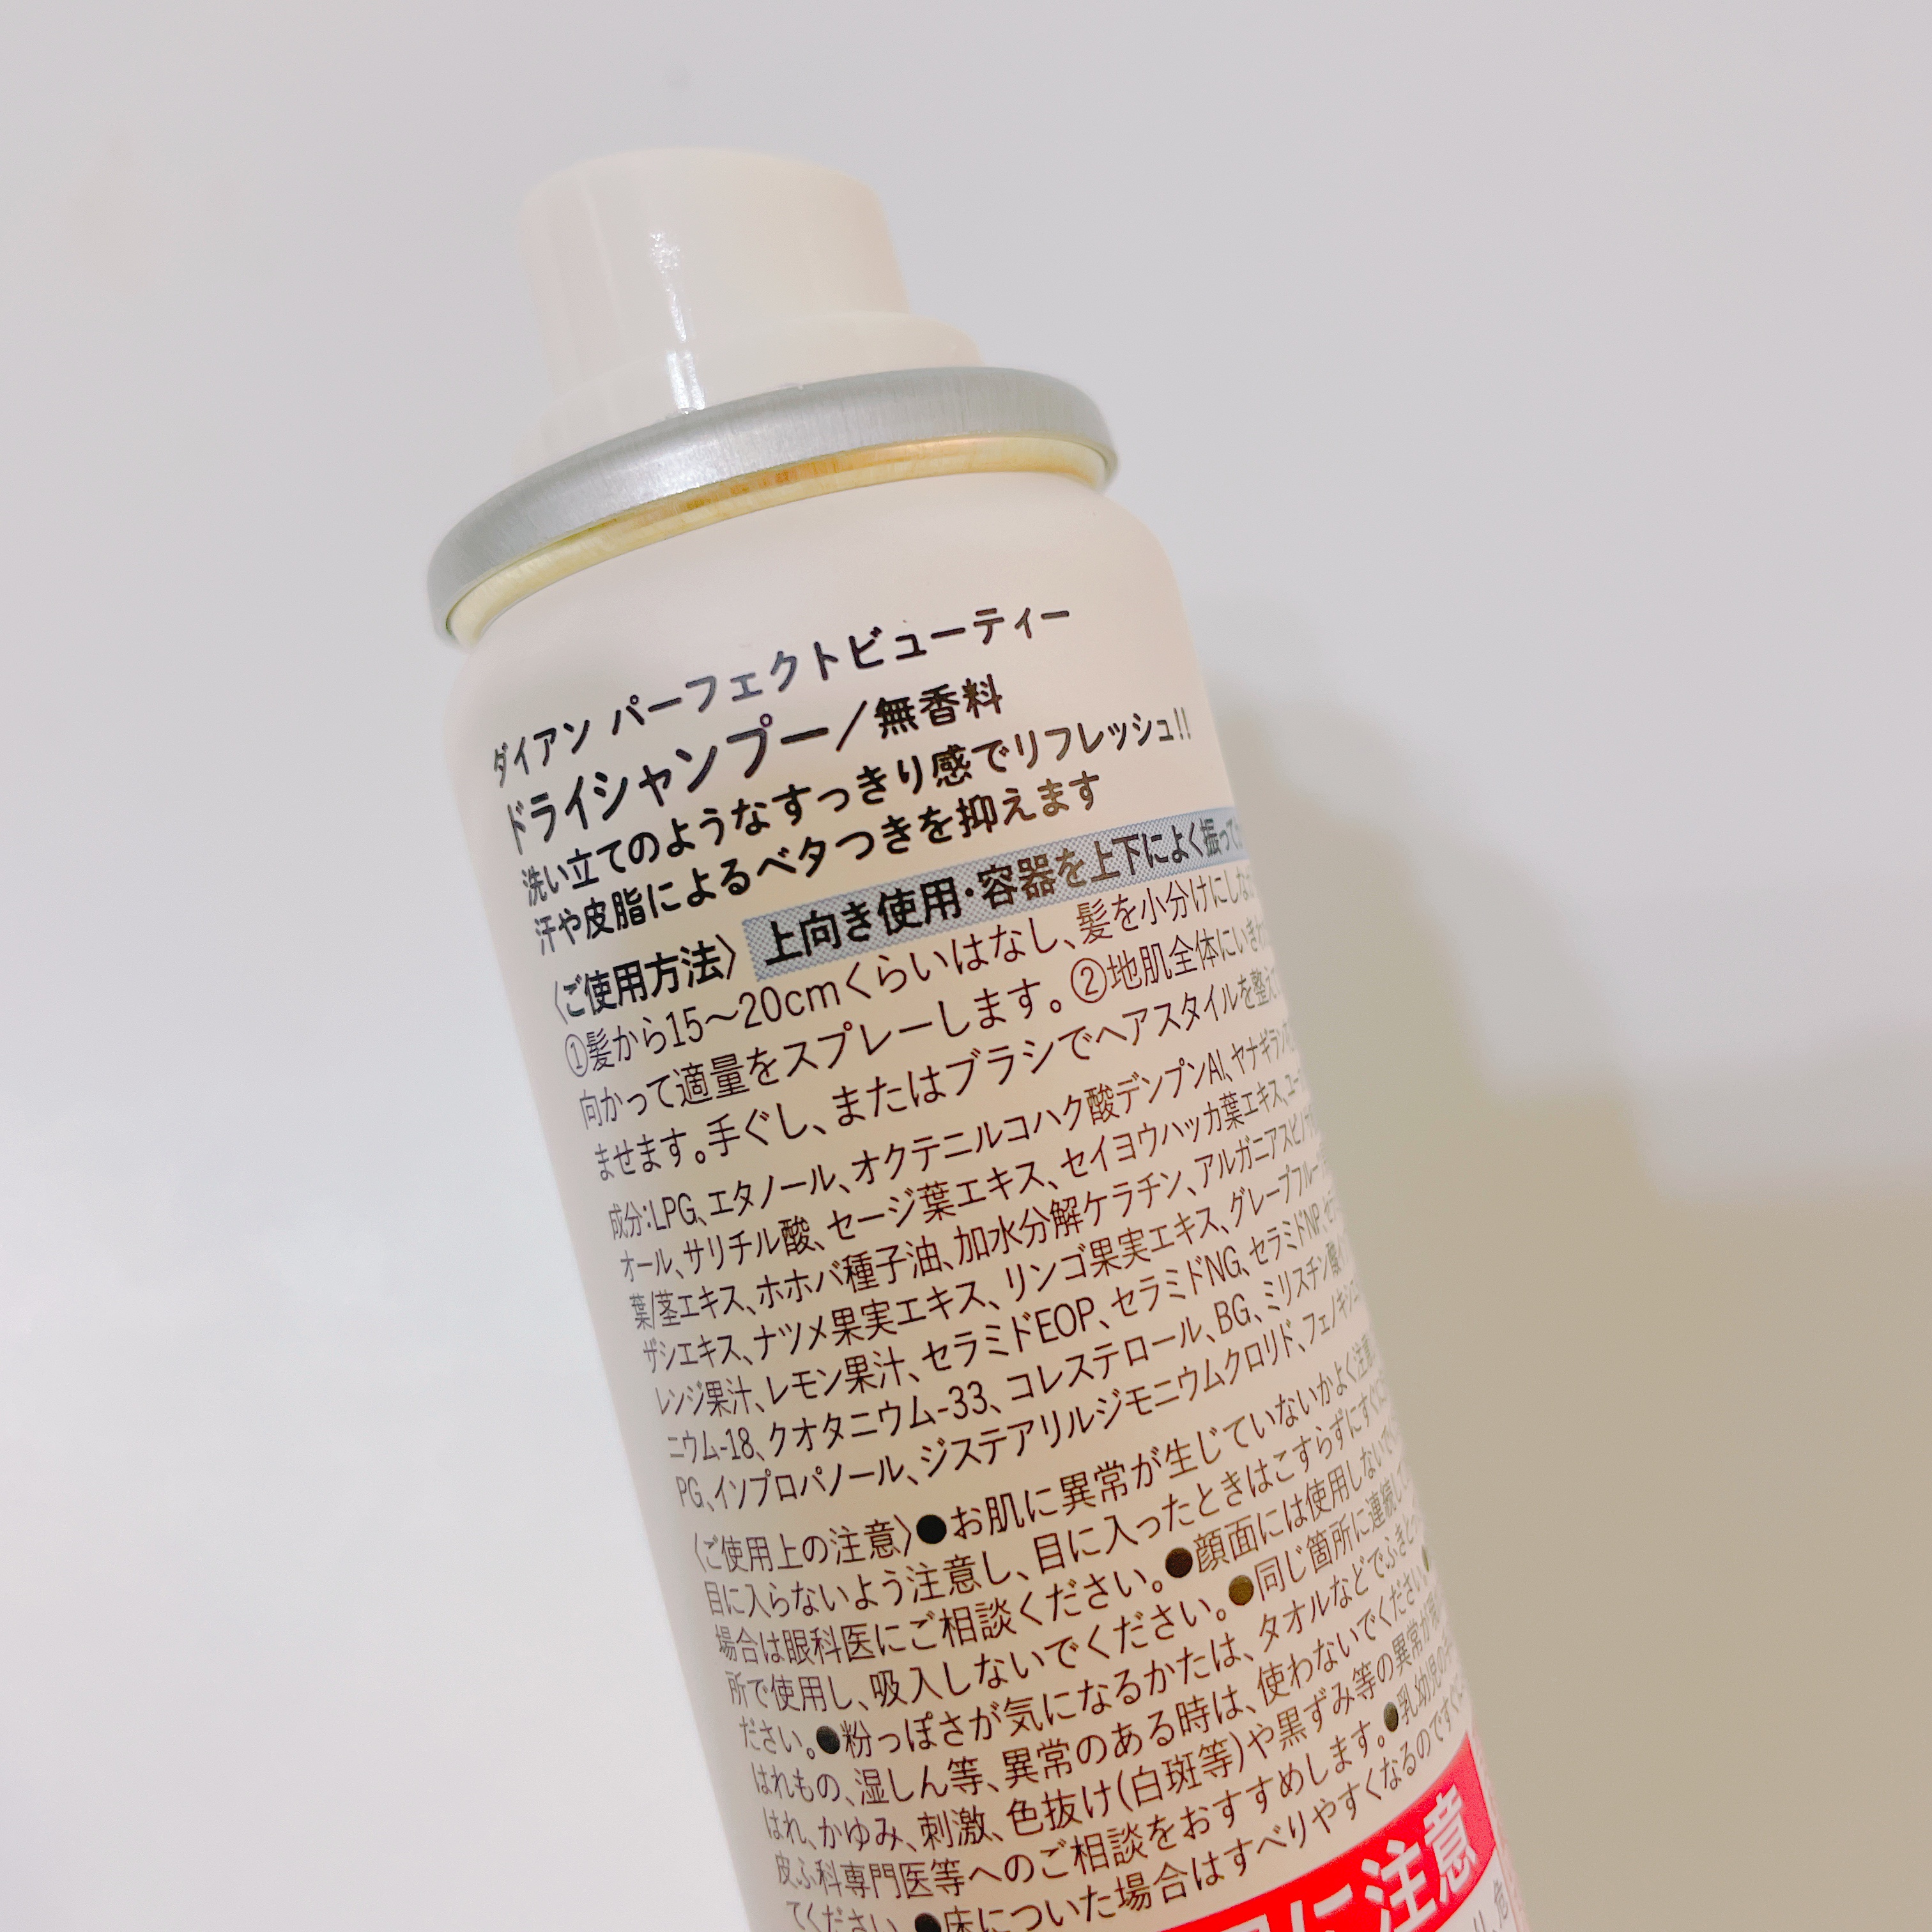 ダイアン パーフェクトビューティー
ドライシャンプー/無香料
洗い立てのようなすっきり感でリフレッシュ!!
汗や皮脂によるベタつきを抑えます
〈ご使用方法〉上向き使用・容器を上下によく振って
①髪から15〜20cmくらいはなし、髪を小分けにしな
向かって適量をスプレーします。②地肌全体にいきわ
ませます。手ぐし、またはブラシでヘアスタイルを整え
成分:LPG、エタノール、オクテニルコハク酸デンプンAl、ヤナギラン
オール、サリチル酸、セージ葉エキス、セイヨウハッカ葉エキス、ユー
葉/茎エキス、ホホバ種子油、加水分解ケラチン、アルガニアスピノサ
ザシエキス、ナツメ果実エキス、リンゴ果実エキス、グレープフルー
レンジ果汁、レモン果汁、セラミドEOP、セラミドNG、セラミドNP、セ
ニウム-18、クオタニウム-33、コレステロール、BG、ミリスチン酸
PG、イソプロパノール、ジステアリルジモニウムクロリド、フェノキシエ
〈ご使用上の注意〉●お肌に異常が生じていないかよく注意
目に入らないよう注意し、目に入ったときはこすらずにすぐに
場合は眼科医にご相談ください。●顔面には使用しないで
所で使用し、吸入しないでください。●同じ箇所に連続して
ださい。●粉っぽさが気になるかたは、タオルなどでふきと
はれもの、湿しん等、異常のある時は、使わないでください。
はれ、かゆみ、刺激、色抜け(白斑等)や黒ずみ等の異常が
皮ふ科専門医等へのご相談をおすすめします。●乳幼児の手
てください。●床についた場合はすべりやすくなるのですぐに
に注意